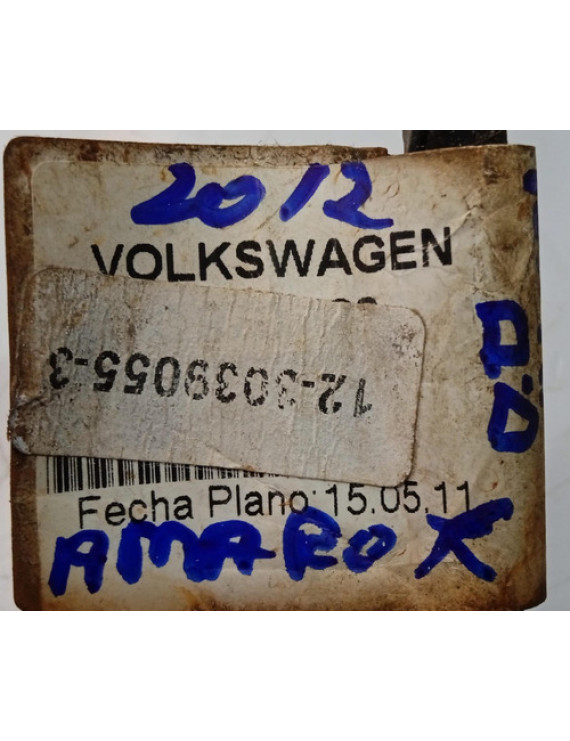 2012
VOLKSWAGEN
12-3039055-3
Fecha Plano: 15.05.11
AMAROK
D.D